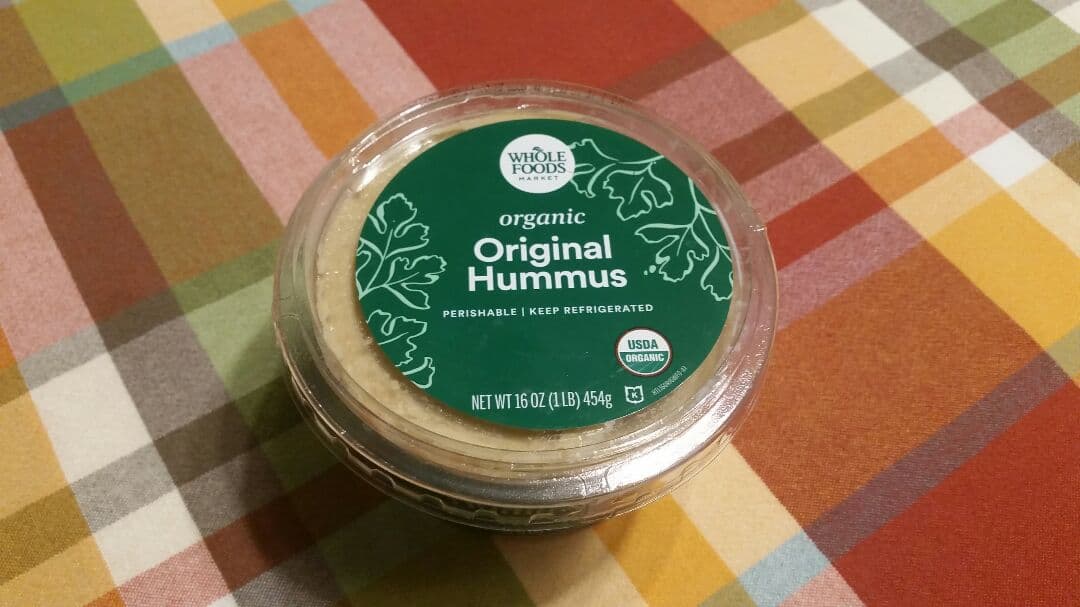 WHOLE
FOODS
MARKET
organic
Original
Hummus
PERISHABLE | KEEP REFRIGERATED
USDA
ORGANIC
NET WT 16 OZ (1 LB) 454g
K